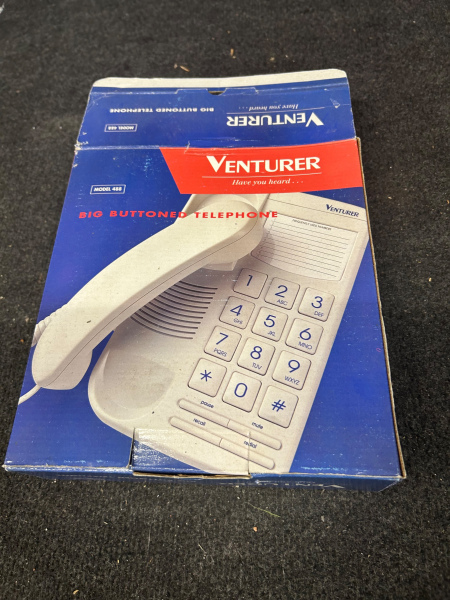 BIG BUTTONED TELEPHONE
MODEL 488
VENTURER
Have you heard . . .
VENTURER
Have you heard . . .
MODEL 488
BIG BUTTONED TELEPHONE
VENTURER
1
2
ABC
3
DEF
4
GHI
5
JKL
6
MNO
7
PQRS
8
TUV
9
WXYZ
*
0
#
pause
mute
recall
redial